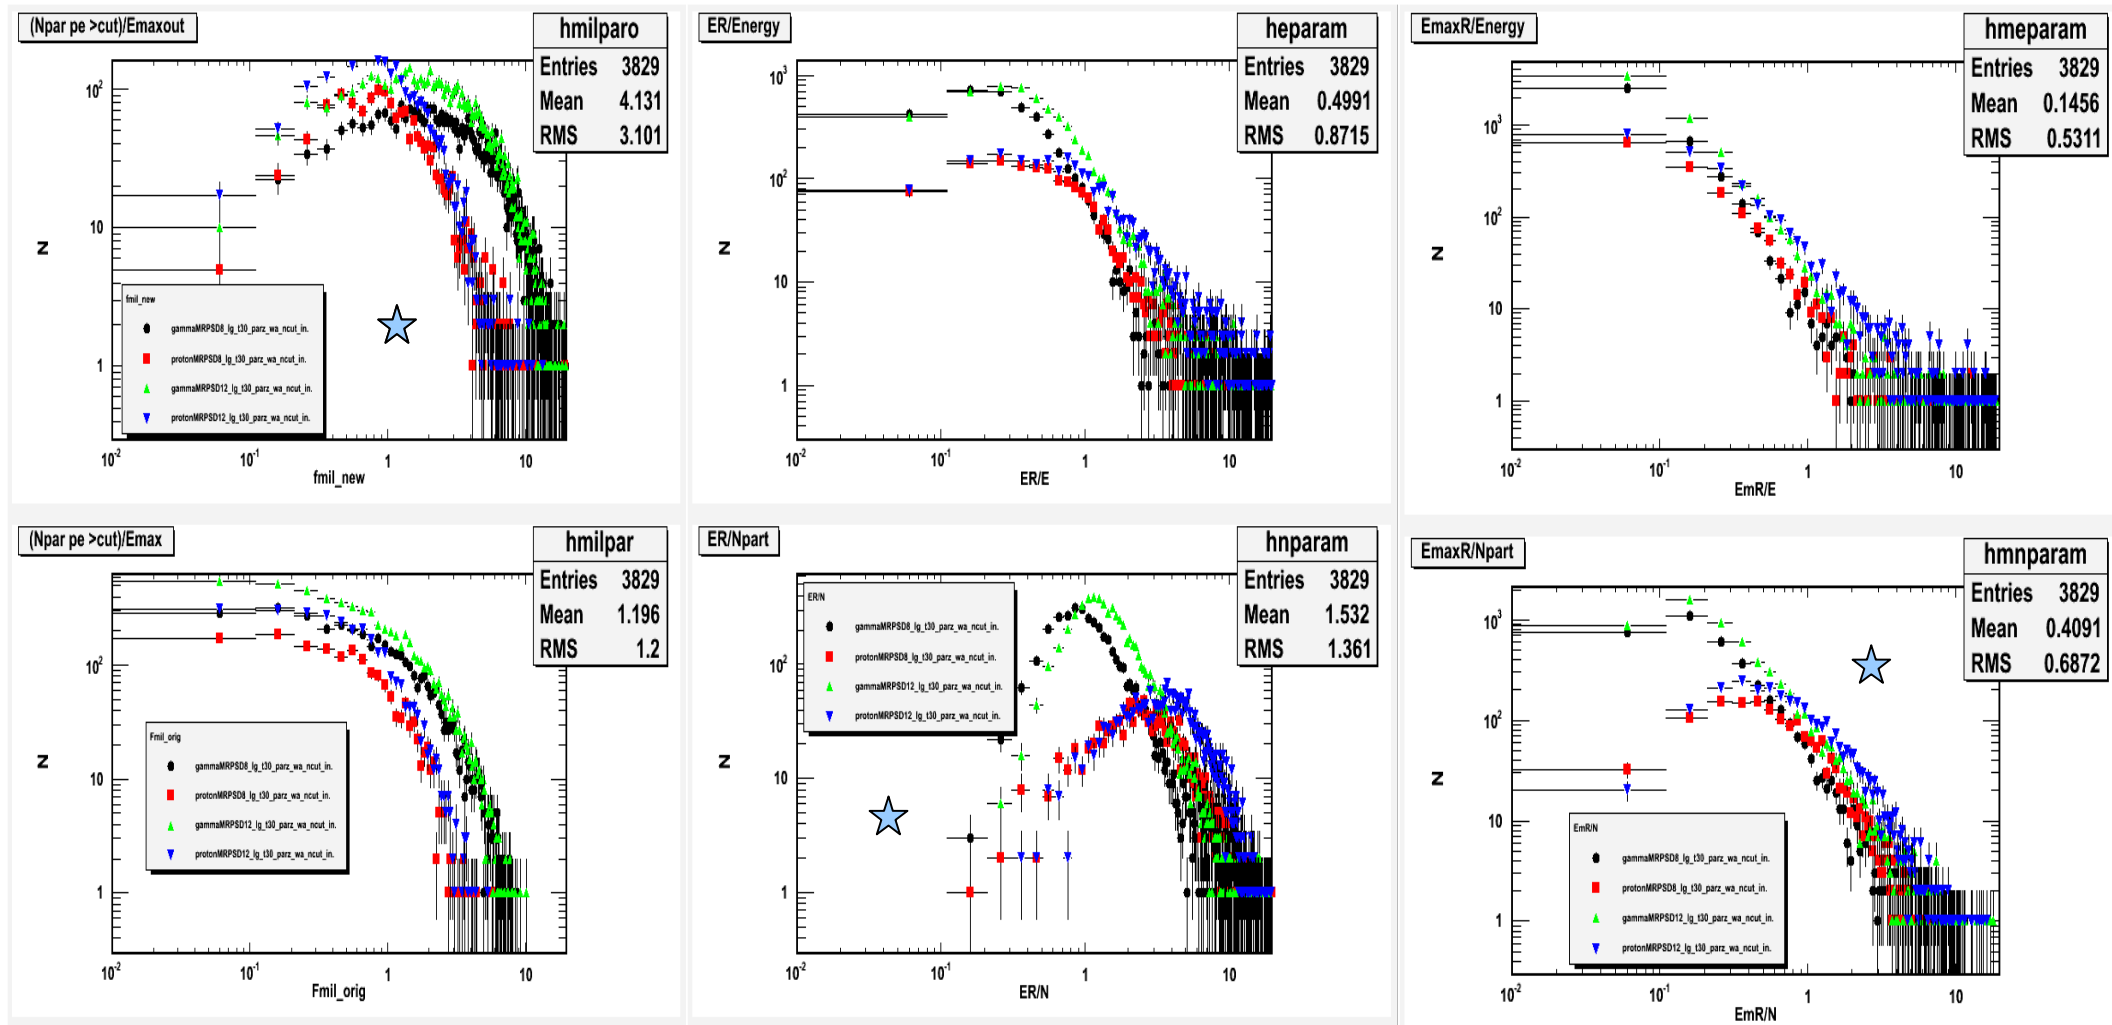 (Npar pe >cut)/Emaxout
hmilparo
Entries 3829
Mean 4.131
RMS 3.101
10²
10
1
N
fmil_new
gammaMRPSD8_lg_t30_parz_wa_ncut_in.
protonMRPSD8_lg_t30_parz_wa_ncut_in.
gammaMRPSD12_lg_t30_parz_wa_ncut_in.
protonMRPSD12_lg_t30_parz_wa_ncut_in.
10⁻² 10⁻¹ 1 10
fmil_new
ER/Energy
heparam
Entries 3829
Mean 0.4991
RMS 0.8715
10³
10²
10
1
N
10⁻² 10⁻¹ 1 10
ER/E
EmaxR/Energy
hmeparam
Entries 3829
Mean 0.1456
RMS 0.5311
10³
10²
10
1
N
10⁻² 10⁻¹ 1 10
EmR/E
(Npar pe >cut)/Emax
hmilpar
Entries 3829
Mean 1.196
RMS 1.2
10²
10
1
N
Fmil_orig
gammaMRPSD8_lg_t30_parz_wa_ncut_in.
protonMRPSD8_lg_t30_parz_wa_ncut_in.
gammaMRPSD12_lg_t30_parz_wa_ncut_in.
protonMRPSD12_lg_t30_parz_wa_ncut_in.
10⁻² 10⁻¹ 1 10
Fmil_orig
ER/Npart
hnparam
Entries 3829
Mean 1.532
RMS 1.361
ER/N
gammaMRPSD8_lg_t30_parz_wa_ncut_in.
protonMRPSD8_lg_t30_parz_wa_ncut_in.
gammaMRPSD12_lg_t30_parz_wa_ncut_in.
protonMRPSD12_lg_t30_parz_wa_ncut_in.
10²
10
1
N
10⁻² 10⁻¹ 1 10
ER/N
EmaxR/Npart
hmnparam
Entries 3829
Mean 0.4091
RMS 0.6872
10³
10²
10
1
N
EmR/N
gammaMRPSD8_lg_t30_parz_wa_ncut_in.
protonMRPSD8_lg_t30_parz_wa_ncut_in.
gammaMRPSD12_lg_t30_parz_wa_ncut_in.
protonMRPSD12_lg_t30_parz_wa_ncut_in.
10⁻² 10⁻¹ 1 10
EmR/N